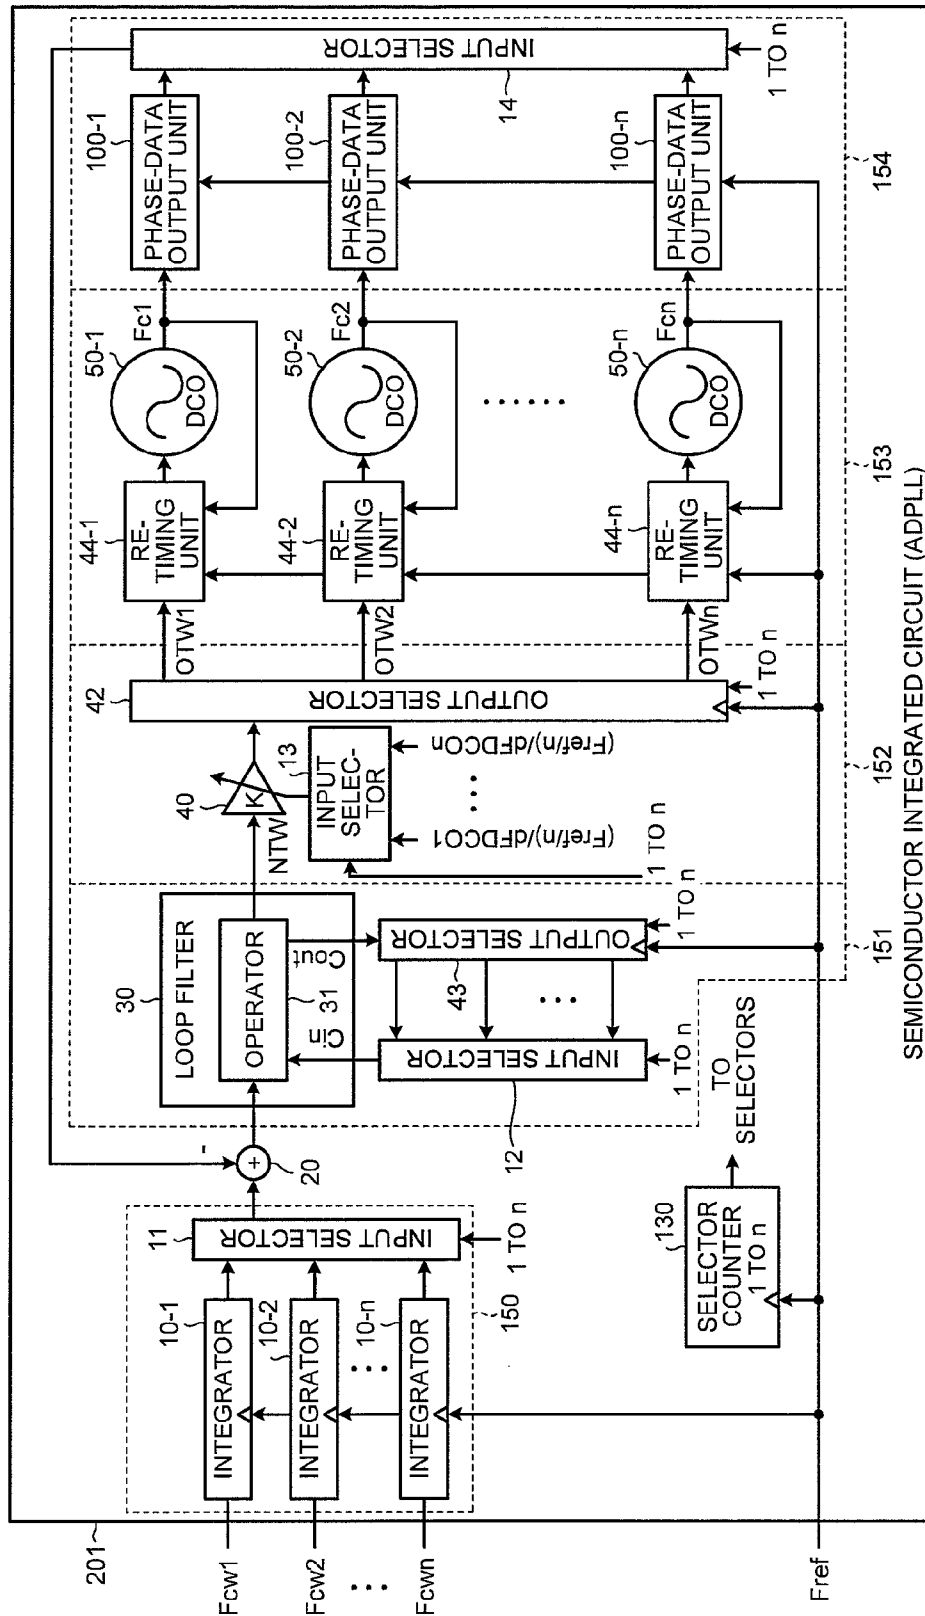 201
Fcw1
Fcw2
...
Fcwn
Fref
INTEGRATOR
10-1
INTEGRATOR
10-2
...
INTEGRATOR
10-n
11
INPUT SELECTOR
1 TO n
150
+
-
20
130
SELECTOR
COUNTER
1 TO n
TO
SELECTORS
30
LOOP FILTER
OPERATOR
31
Cin
Cout
12
INPUT SELECTOR
1 TO n
43
OUTPUT SELECTOR
...
1 TO n
151
NTW
40
K
13
INPUT
SELEC-
TOR
(Fref/n)/dFDCO1
...
(Fref/n)/dFDCOn
1 TO n
42
OUTPUT SELECTOR
1 TO n
152
OTW1
OTW2
OTWn
44-1
RE-
TIMING
UNIT
44-2
RE-
TIMING
UNIT
44-n
RE-
TIMING
UNIT
50-1
DCO
50-2
DCO
......
50-n
DCO
Fc1
Fc2
Fcn
153
100-1
PHASE-DATA
OUTPUT UNIT
100-2
PHASE-DATA
OUTPUT UNIT
100-n
PHASE-DATA
OUTPUT UNIT
INPUT SELECTOR
14
1 TO n
154
SEMICONDUCTOR INTEGRATED CIRCUIT (ADPLL)